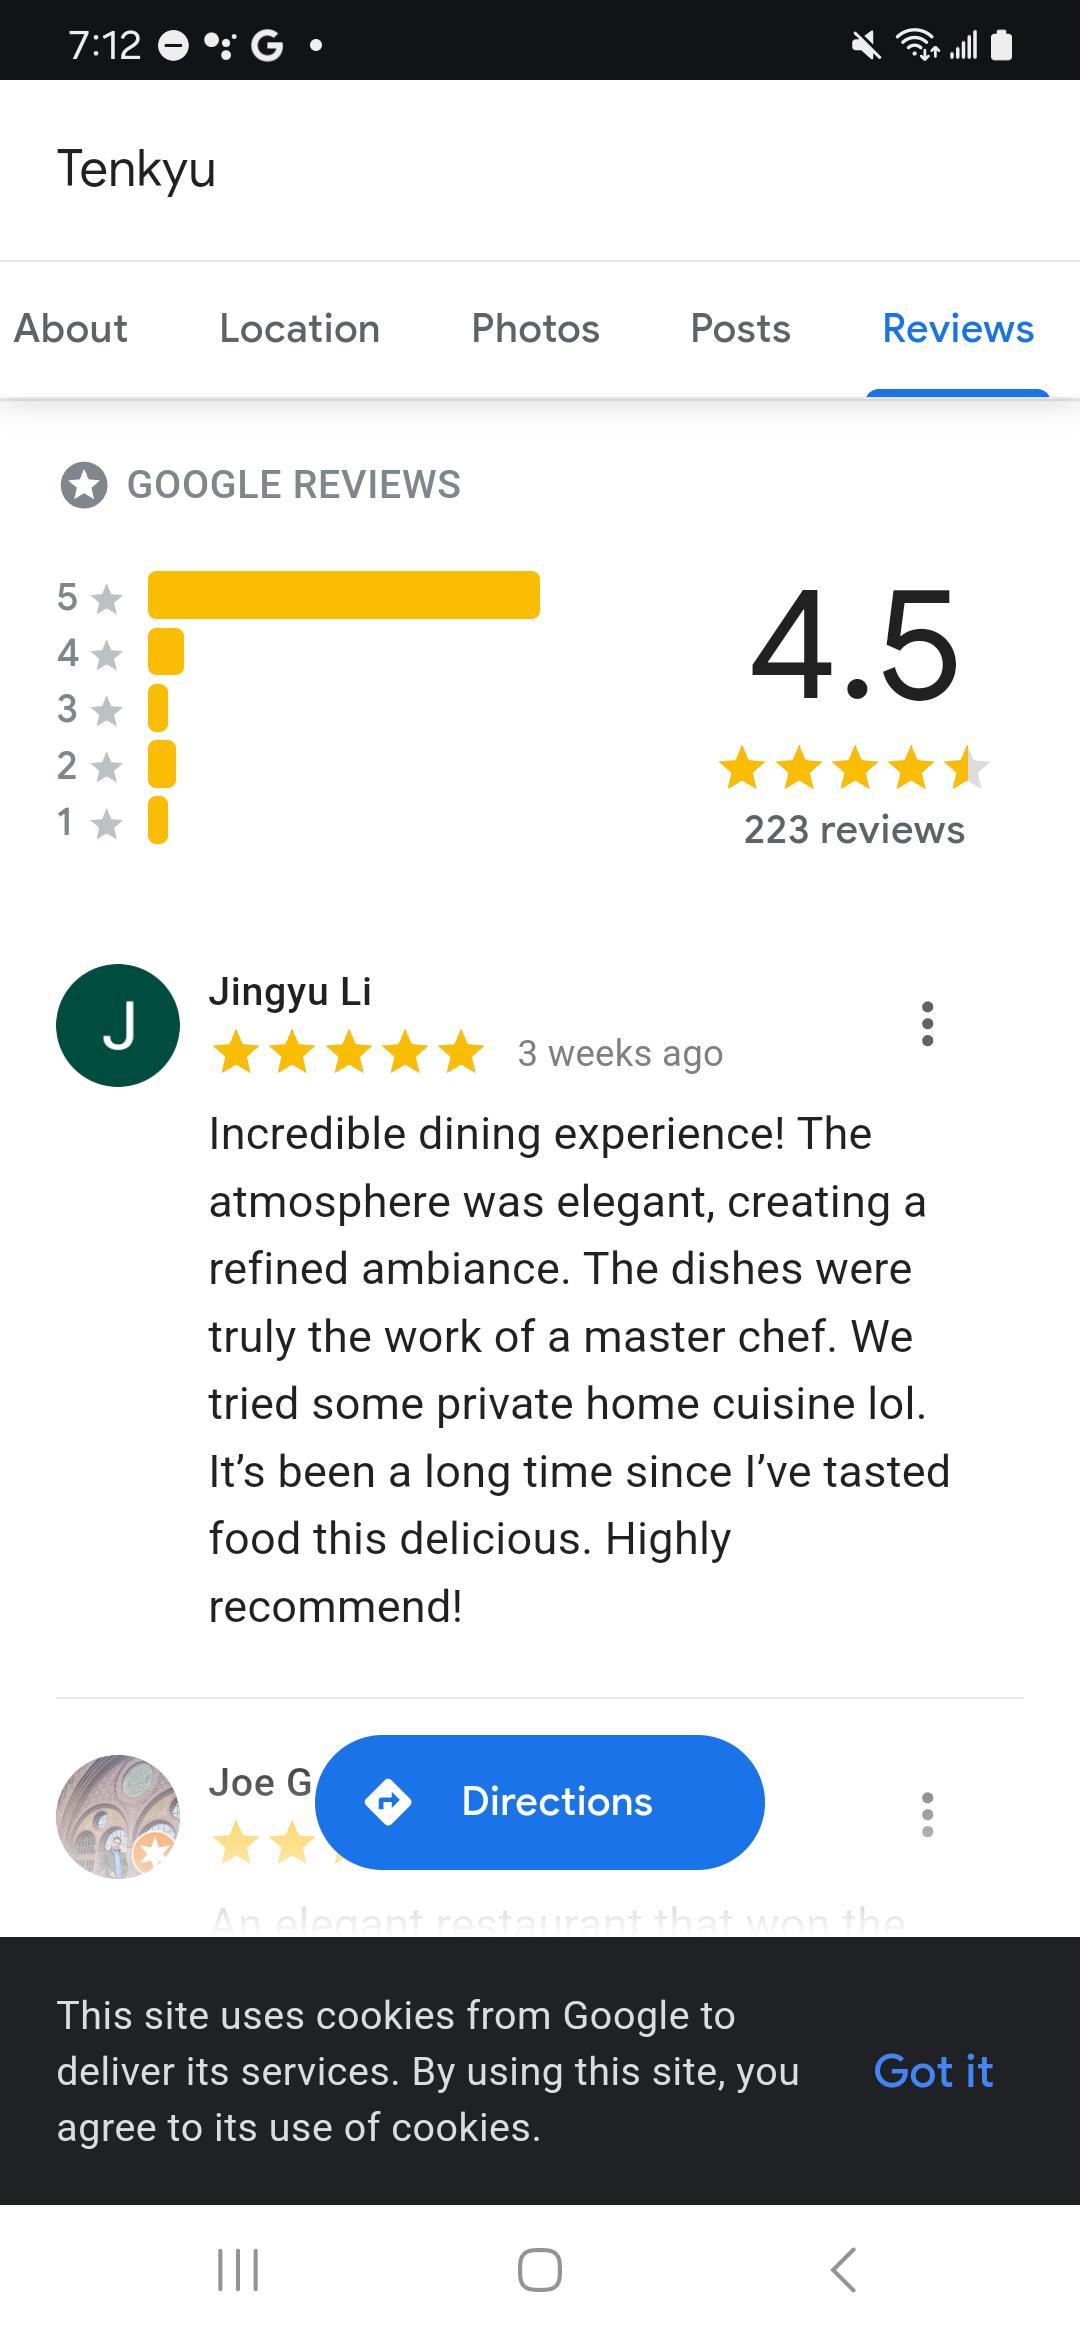 7:12
Tenkyu
About Location Photos Posts Reviews
GOOGLE REVIEWS
5
4
3
2
1
4.5
223 reviews
J
Jingyu Li
3 weeks ago
Incredible dining experience! The
atmosphere was elegant, creating a
refined ambiance. The dishes were
truly the work of a master chef. We
tried some private home cuisine lol.
It’s been a long time since I’ve tasted
food this delicious. Highly
recommend!
Joe G
Directions
An elegant restaurant that won the
This site uses cookies from Google to
deliver its services. By using this site, you
agree to its use of cookies.
Got it